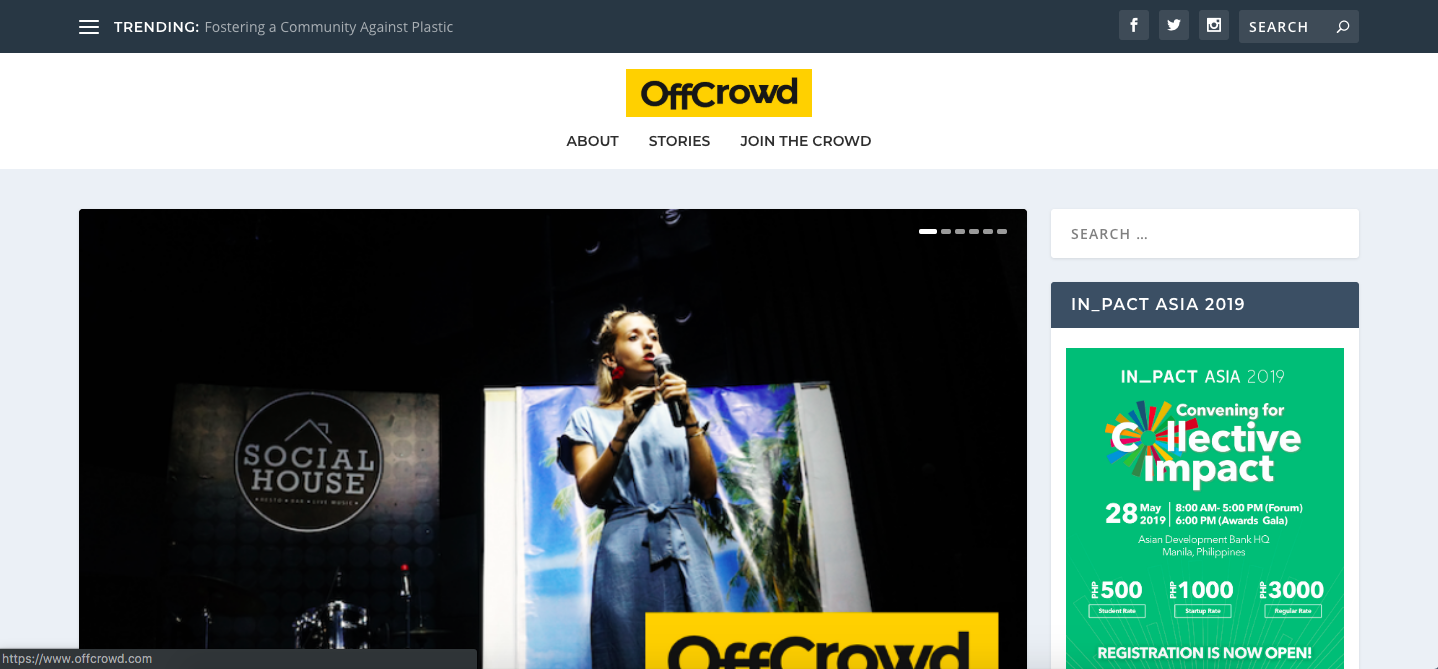 TRENDING: Fostering a Community Against Plastic
SEARCH
OffCrowd
ABOUT STORIES JOIN THE CROWD
SEARCH ...
IN_PACT ASIA 2019
SOCIAL
HOUSE
RESTO • BAR • LIVE MUSIC
OffCrowd
IN_PACT ASIA 2019
Convening for
Collective
Impact
28 May 2019
8:00 AM- 5:00 PM (Forum)
6:00 PM (Awards Gala)
Asian Development Bank HQ
Manila, Philippines
PHP 500 PHP 1000 PHP 3000
Student Rate Startup Rate Regular Rate
REGISTRATION IS NOW OPEN!
https://www.offcrowd.com